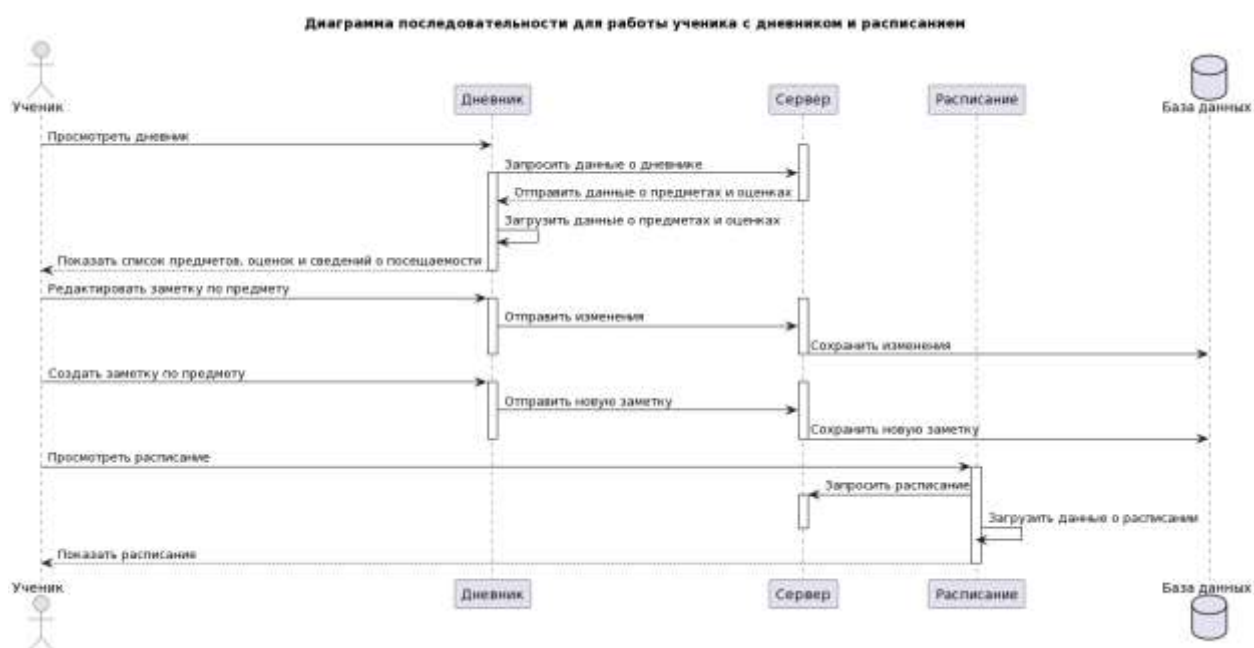 Диаграмма последовательности для работы ученика с дневником и расписанием
Ученик
Дневник
Сервер
Расписание
База данных
Просмотреть дневник
Запросить данные о дневнике
Отправить данные о предметах и оценках
Загрузить данные о предметах и оценках
Показать список предметов, оценок и сведений о посещаемости
Редактировать заметку по предмету
Отправить изменения
Сохранить изменения
Создать заметку по предмету
Отправить новую заметку
Сохранить новую заметку
Просмотреть расписание
Запросить расписание
Загрузить данные о расписании
Показать расписание
Ученик
Дневник
Сервер
Расписание
База данных